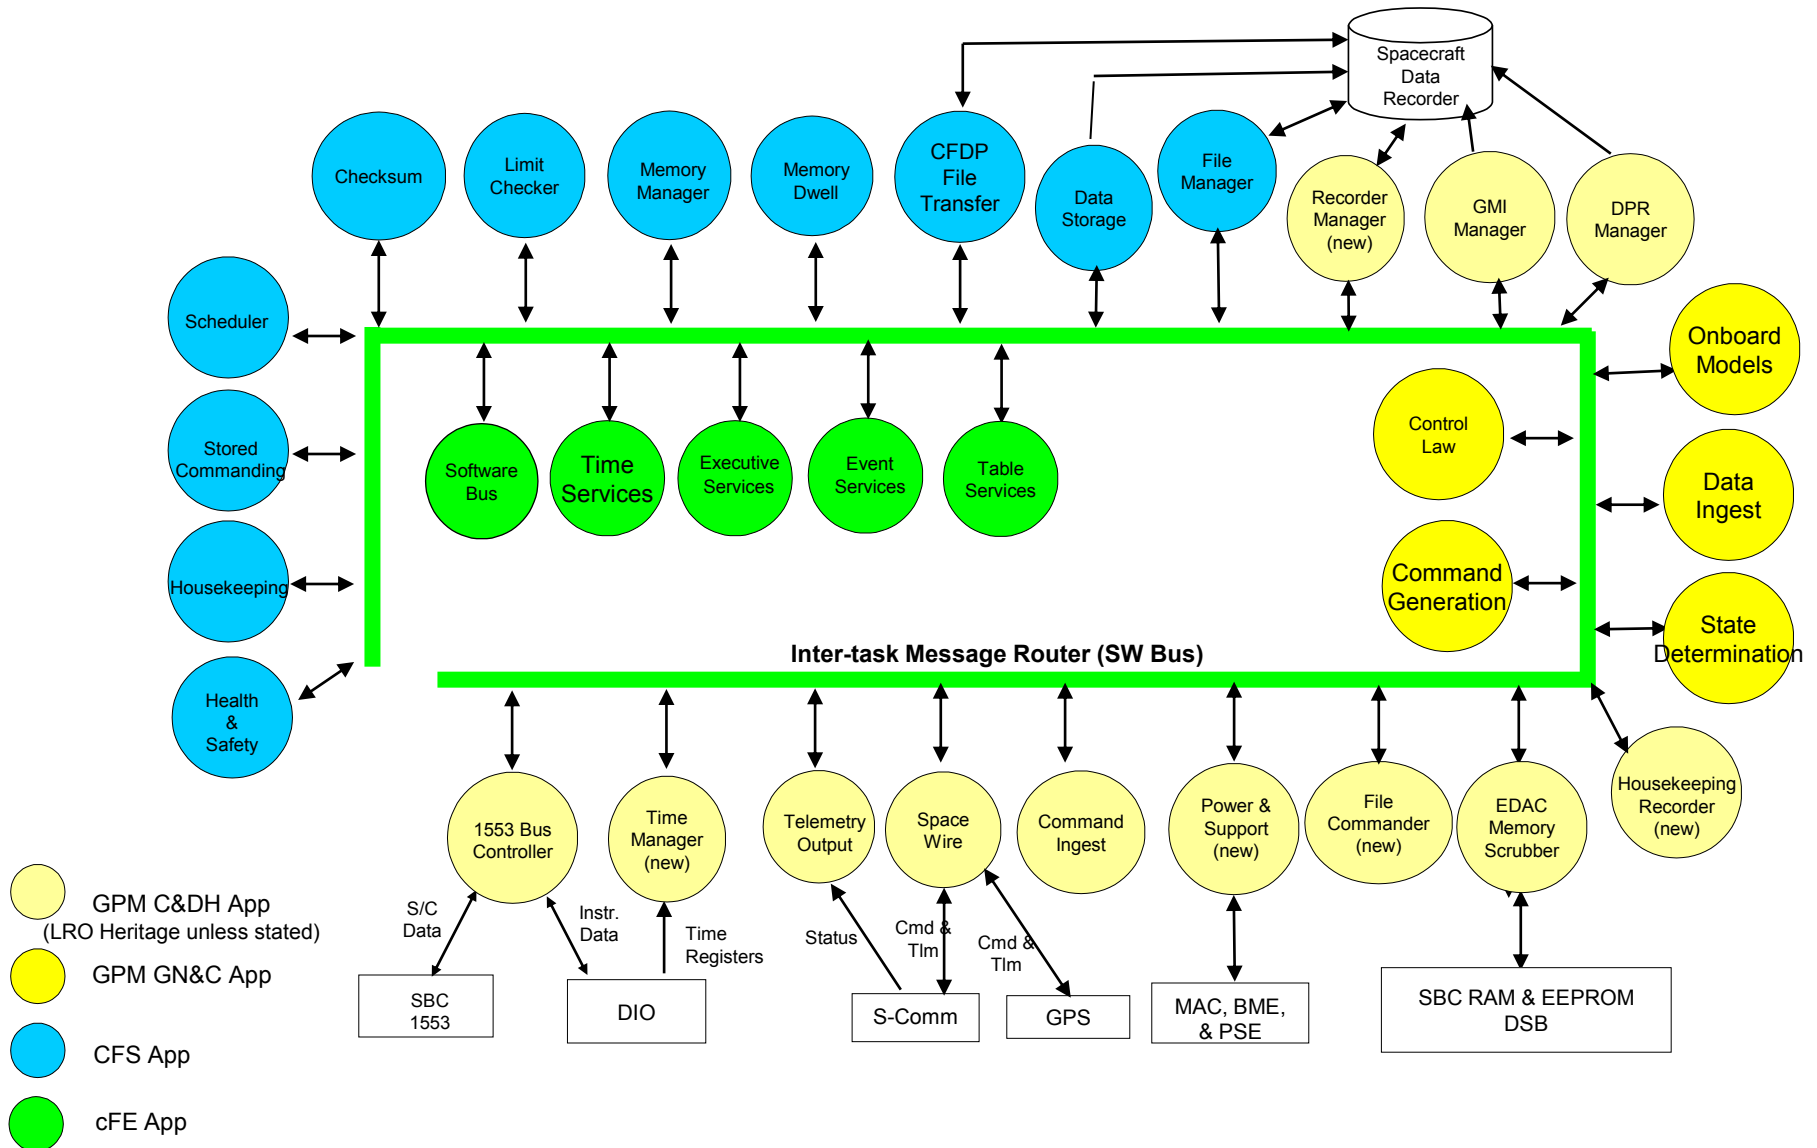 Spacecraft
Data
Recorder
Checksum
Limit
Checker
Memory
Manager
Memory
Dwell
CFDP
File
Transfer
Data
Storage
File
Manager
Recorder
Manager
(new)
GMI
Manager
DPR
Manager
Scheduler
Stored
Commanding
Housekeeping
Health
&
Safety
Software
Bus
Time
Services
Executive
Services
Event
Services
Table
Services
Control
Law
Command
Generation
Onboard
Models
Data
Ingest
State
Determination
Inter-task Message Router (SW Bus)
1553 Bus
Controller
Time
Manager
(new)
Telemetry
Output
Space
Wire
Command
Ingest
Power &
Support
(new)
File
Commander
(new)
EDAC
Memory
Scrubber
Housekeeping
Recorder
(new)
S/C
Data
Instr.
Data
Time
Registers
Status
Cmd &
Tlm
Cmd &
Tlm
SBC
1553
DIO
S-Comm
GPS
MAC, BME,
& PSE
SBC RAM & EEPROM
DSB
GPM C&DH App
(LRO Heritage unless stated)
GPM GN&C App
CFS App
cFE App